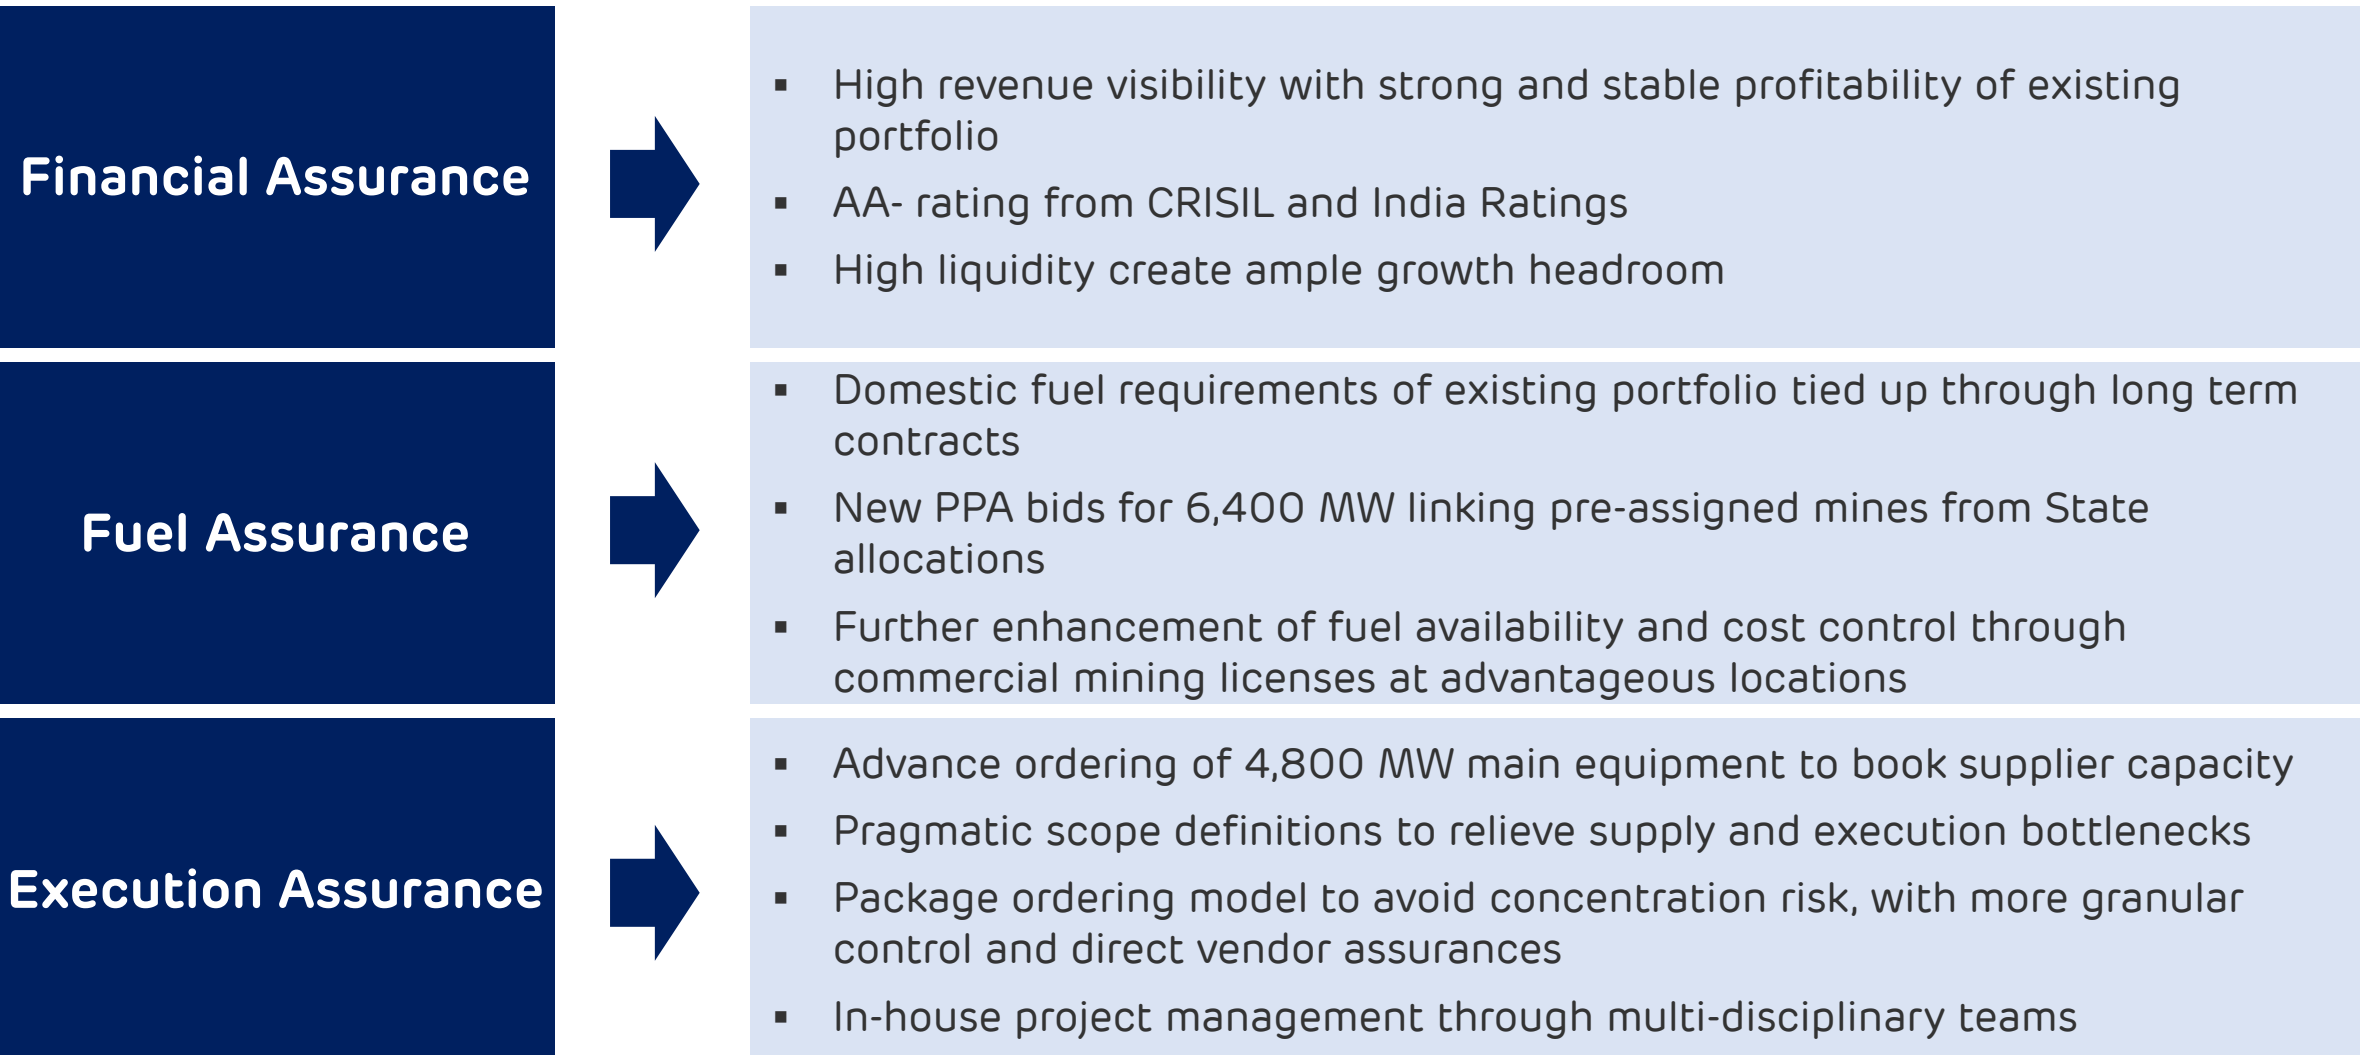 Financial Assurance
▪ High revenue visibility with strong and stable profitability of existing
portfolio
▪ AA- rating from CRISIL and India Ratings
▪ High liquidity create ample growth headroom
Fuel Assurance
▪ Domestic fuel requirements of existing portfolio tied up through long term
contracts
▪ New PPA bids for 6,400 MW linking pre-assigned mines from State
allocations
▪ Further enhancement of fuel availability and cost control through
commercial mining licenses at advantageous locations
Execution Assurance
▪ Advance ordering of 4,800 MW main equipment to book supplier capacity
▪ Pragmatic scope definitions to relieve supply and execution bottlenecks
▪ Package ordering model to avoid concentration risk, with more granular
control and direct vendor assurances
▪ In-house project management through multi-disciplinary teams